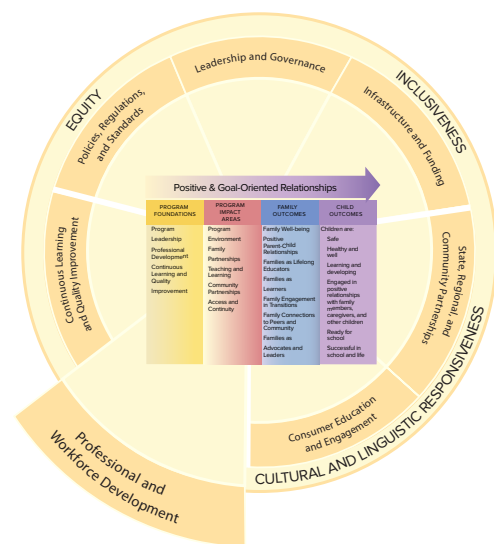 EQUITY
INCLUSIVENESS
CULTURAL AND LINGUISTIC RESPONSIVENESS
Leadership and Governance
Policies, Regulations,
and Standards
Infrastructure and Funding
Continuous Learning
and Quality Improvement
State, Regional, and
Community Partnerships
Consumer Education
and Engagement
Professional and
Workforce Development
Positive & Goal-Oriented Relationships
PROGRAM
FOUNDATIONS
Program
Leadership
Professional
Development
Continuous
Learning and
Quality
Improvement
PROGRAM
IMPACT
AREAS
Program
Environment
Family
Partnerships
Teaching and
Learning
Community
Partnerships
Access and
Continuity
FAMILY
OUTCOMES
Family Well-being
Positive
Parent-Child
Relationships
Families as Lifelong
Educators
Families as
Learners
Family Engagement
in Transitions
Family Connections
to Peers and
Community
Families as
Advocates and
Leaders
CHILD
OUTCOMES
Children are:
Safe
Healthy and
well
Learning and
developing
Engaged in
positive
relationships
with family
members,
caregivers, and
other children
Ready for
school
Successful in
school and life